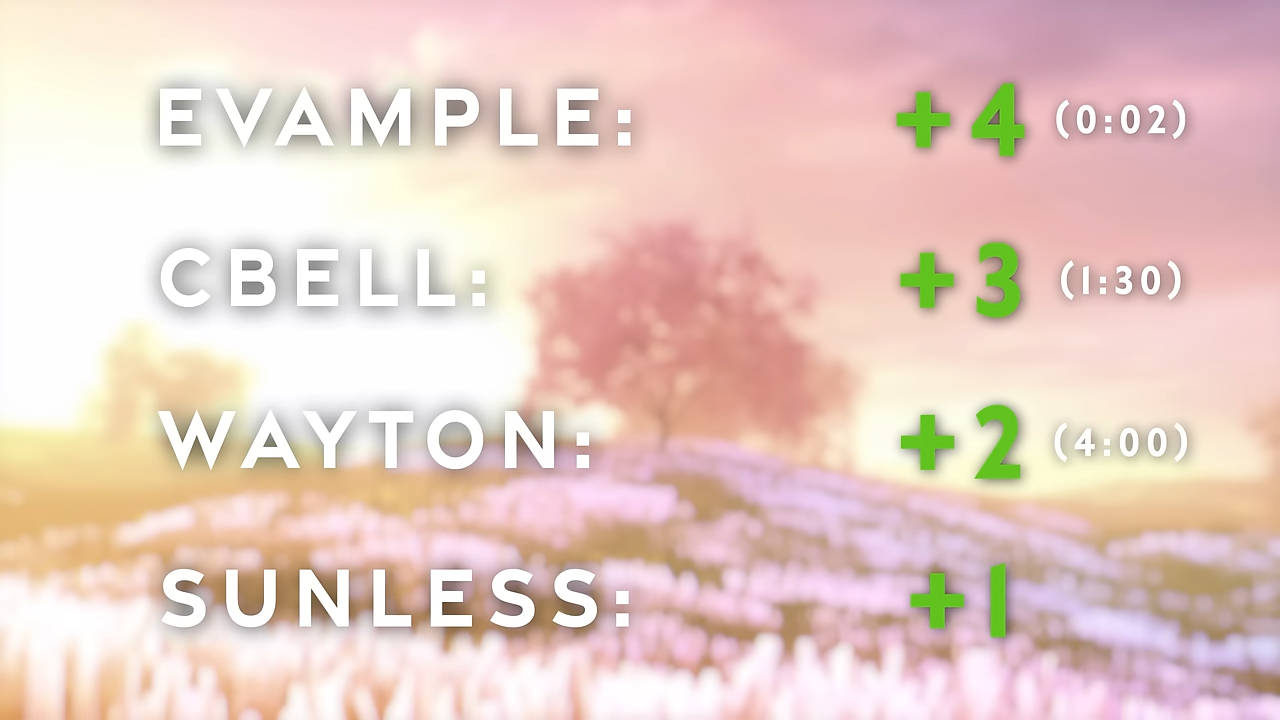 EVAMPLE: +4 (0:02)
CBELL: +3 (1:30)
WAYTON: +2 (4:00)
SUNLESS: +1